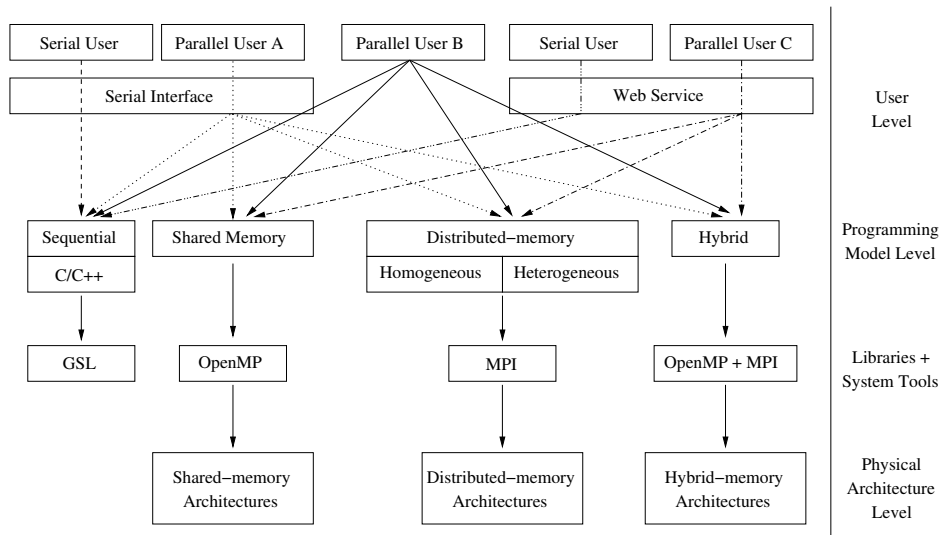 Serial User
Parallel User A
Parallel User B
Serial User
Parallel User C
Serial Interface
Web Service
User
Level
Sequential
Shared Memory
Distributed−memory
Hybrid
Programming
Model Level
C/C++
Homogeneous
Heterogeneous
GSL
OpenMP
MPI
OpenMP + MPI
Libraries +
System Tools
Shared−memory
Architectures
Distributed−memory
Architectures
Hybrid−memory
Architectures
Physical
Architecture
Level